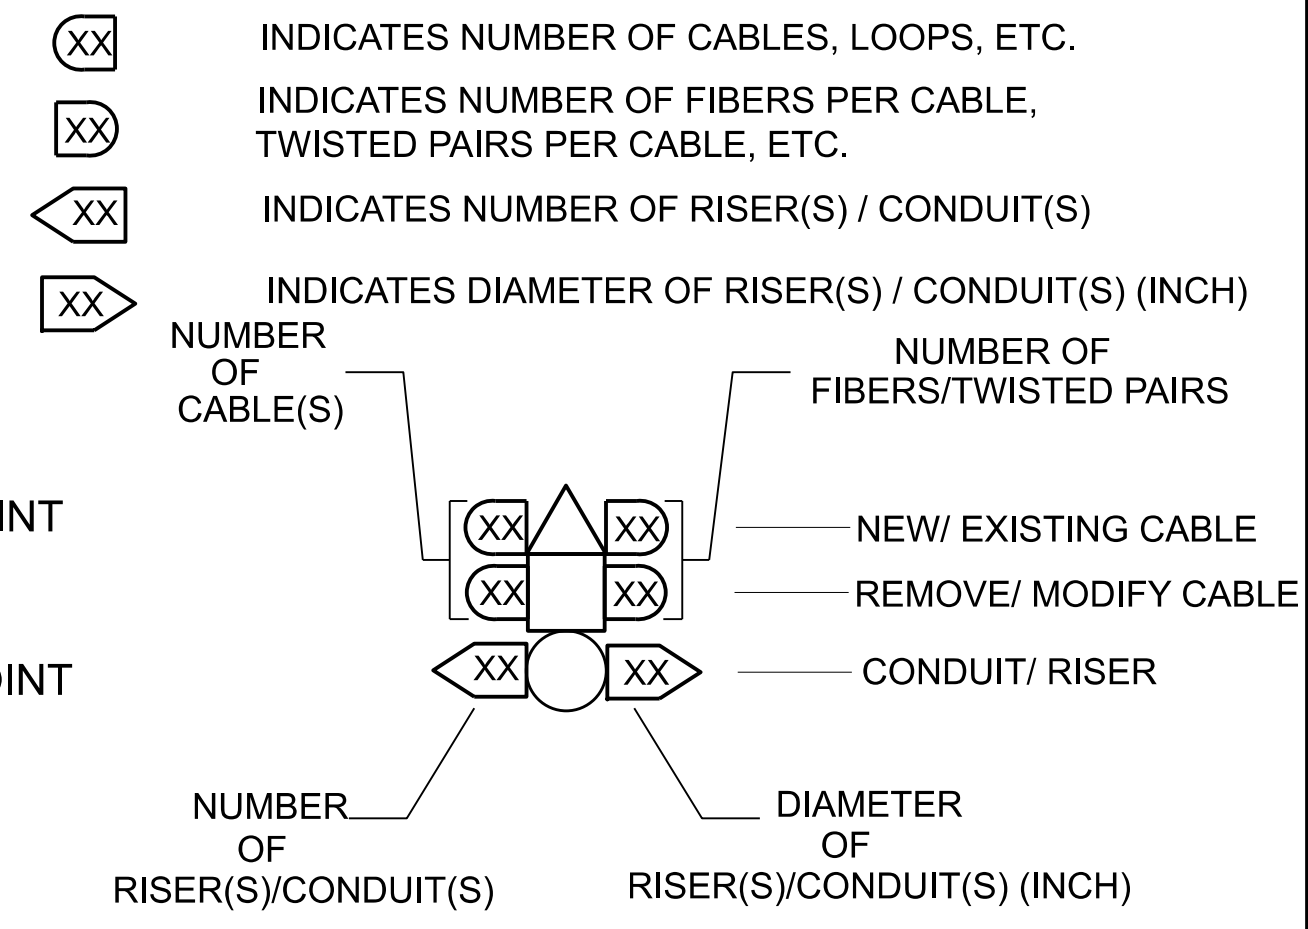 XX INDICATES NUMBER OF CABLES, LOOPS, ETC.
XX INDICATES NUMBER OF FIBERS PER CABLE,
TWISTED PAIRS PER CABLE, ETC.
XX INDICATES NUMBER OF RISER(S) / CONDUIT(S)
XX INDICATES DIAMETER OF RISER(S) / CONDUIT(S) (INCH)
NUMBER
OF
CABLE(S)
NUMBER OF
FIBERS/TWISTED PAIRS
INT
XX XX NEW/ EXISTING CABLE
XX XX REMOVE/ MODIFY CABLE
OINT
XX XX CONDUIT/ RISER
NUMBER
OF
RISER(S)/CONDUIT(S)
DIAMETER
OF
RISER(S)/CONDUIT(S) (INCH)